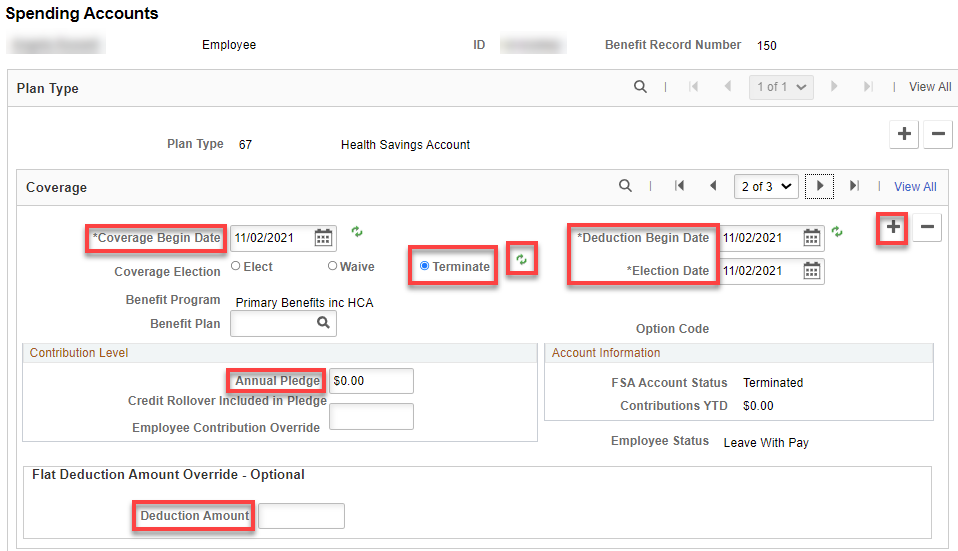 Spending Accounts
Employee ID Benefit Record Number 150
Plan Type 1 of 1 View All
Plan Type 67 Health Savings Account
Coverage 2 of 3 View All
*Coverage Begin Date 11/02/2021 *Deduction Begin Date 11/02/2021
Coverage Election Elect Waive Terminate *Election Date 11/02/2021
Benefit Program Primary Benefits inc HCA
Benefit Plan Option Code
Contribution Level Account Information
Annual Pledge $0.00 FSA Account Status Terminated
Credit Rollover Included in Pledge Contributions YTD $0.00
Employee Contribution Override Employee Status Leave With Pay
Flat Deduction Amount Override - Optional
Deduction Amount